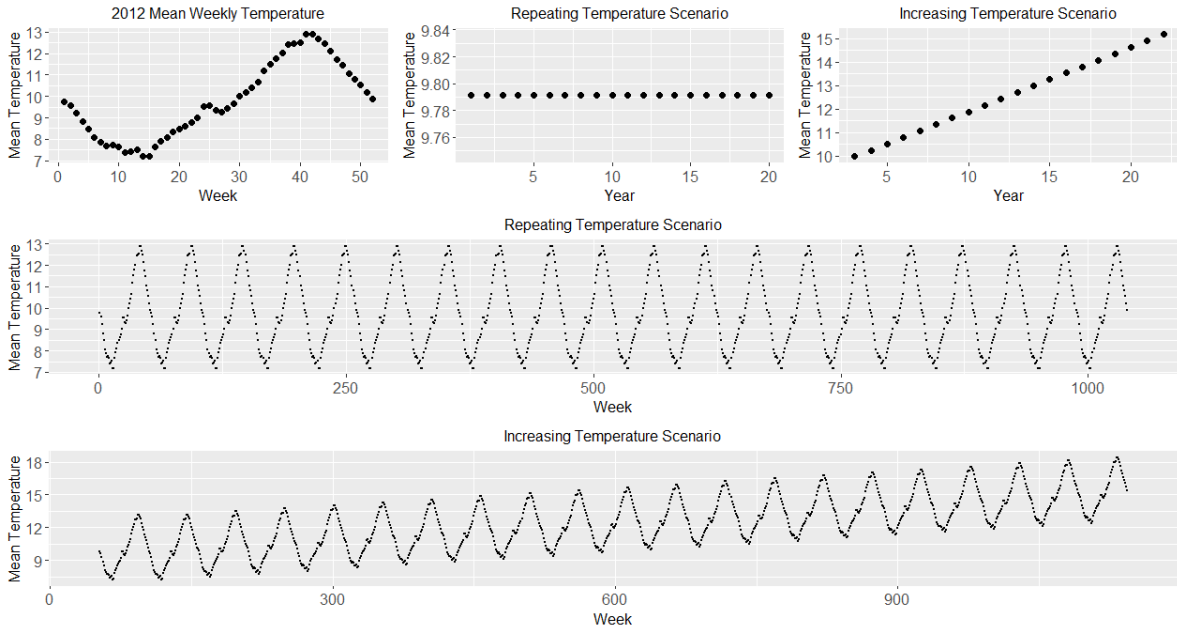 2012 Mean Weekly Temperature
Mean Temperature
13
12
11
10
9
8
7
0 10 20 30 40 50
Week
Repeating Temperature Scenario
Mean Temperature
9.84
9.82
9.80
9.78
9.76
5 10 15 20
Year
Increasing Temperature Scenario
Mean Temperature
15
14
13
12
11
10
5 10 15 20
Year
Repeating Temperature Scenario
Mean Temperature
13
12
11
10
9
8
7
0 250 500 750 1000
Week
Increasing Temperature Scenario
Mean Temperature
18
15
12
9
0 300 600 900
Week